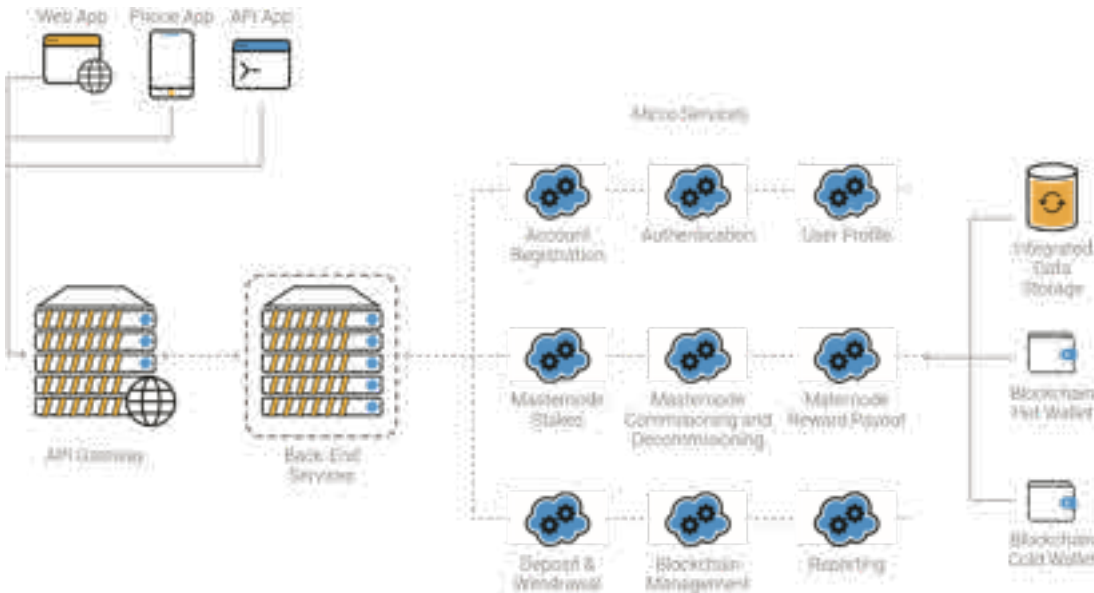 Web App
Phone App
API App
Micro Services
Account
Registration
Authentication
User Profile
Integrated
Data
Storage
Masternode
Stakes
Masternode
Commissioning and
Decommissioning
Maternode
Reward Payout
Blockchain
Hot Wallet
API Gateway
Back-End
Services
Deposit &
Withdrawal
Blockchain
Management
Reporting
Blockchain
Cold Wallet